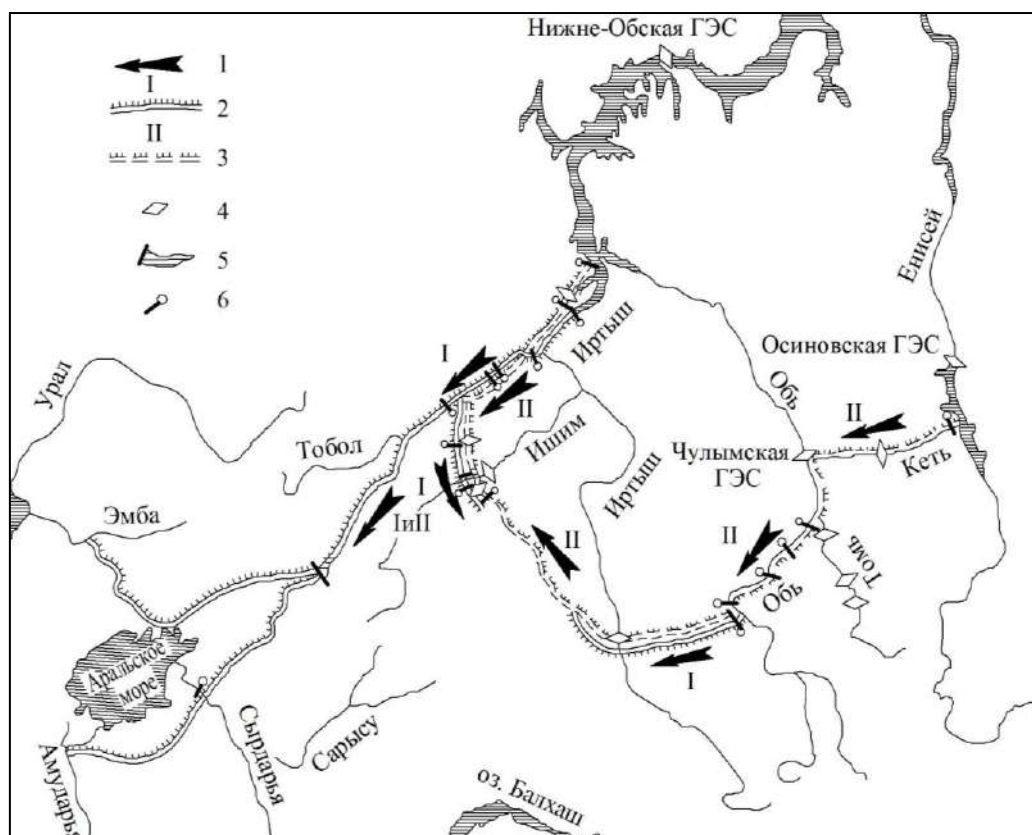 Нижне-Обская ГЭС
1
I
2
II
3
4
5
6
Енисей
Иртыш
Осиновская ГЭС
I
II
Обь
II
Урал
Тобол
Ишим
Чулымская
ГЭС
Кеть
Иртыш
I
IиII
Эмба
II
II
Томь
Обь
I
Аральское
море
Сырдарья
Сарысу
Амударья
оз. Балхаш